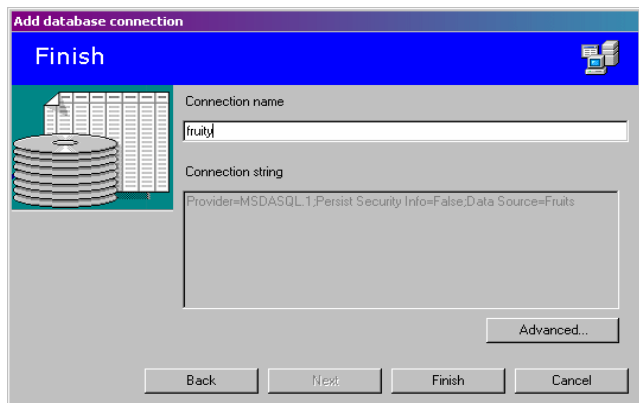 Add database connection
Finish
Connection name
fruity
Connection string
Provider=MSDASQL.1;Persist Security Info=False;Data Source=Fruits
Advanced...
Back Next Finish Cancel